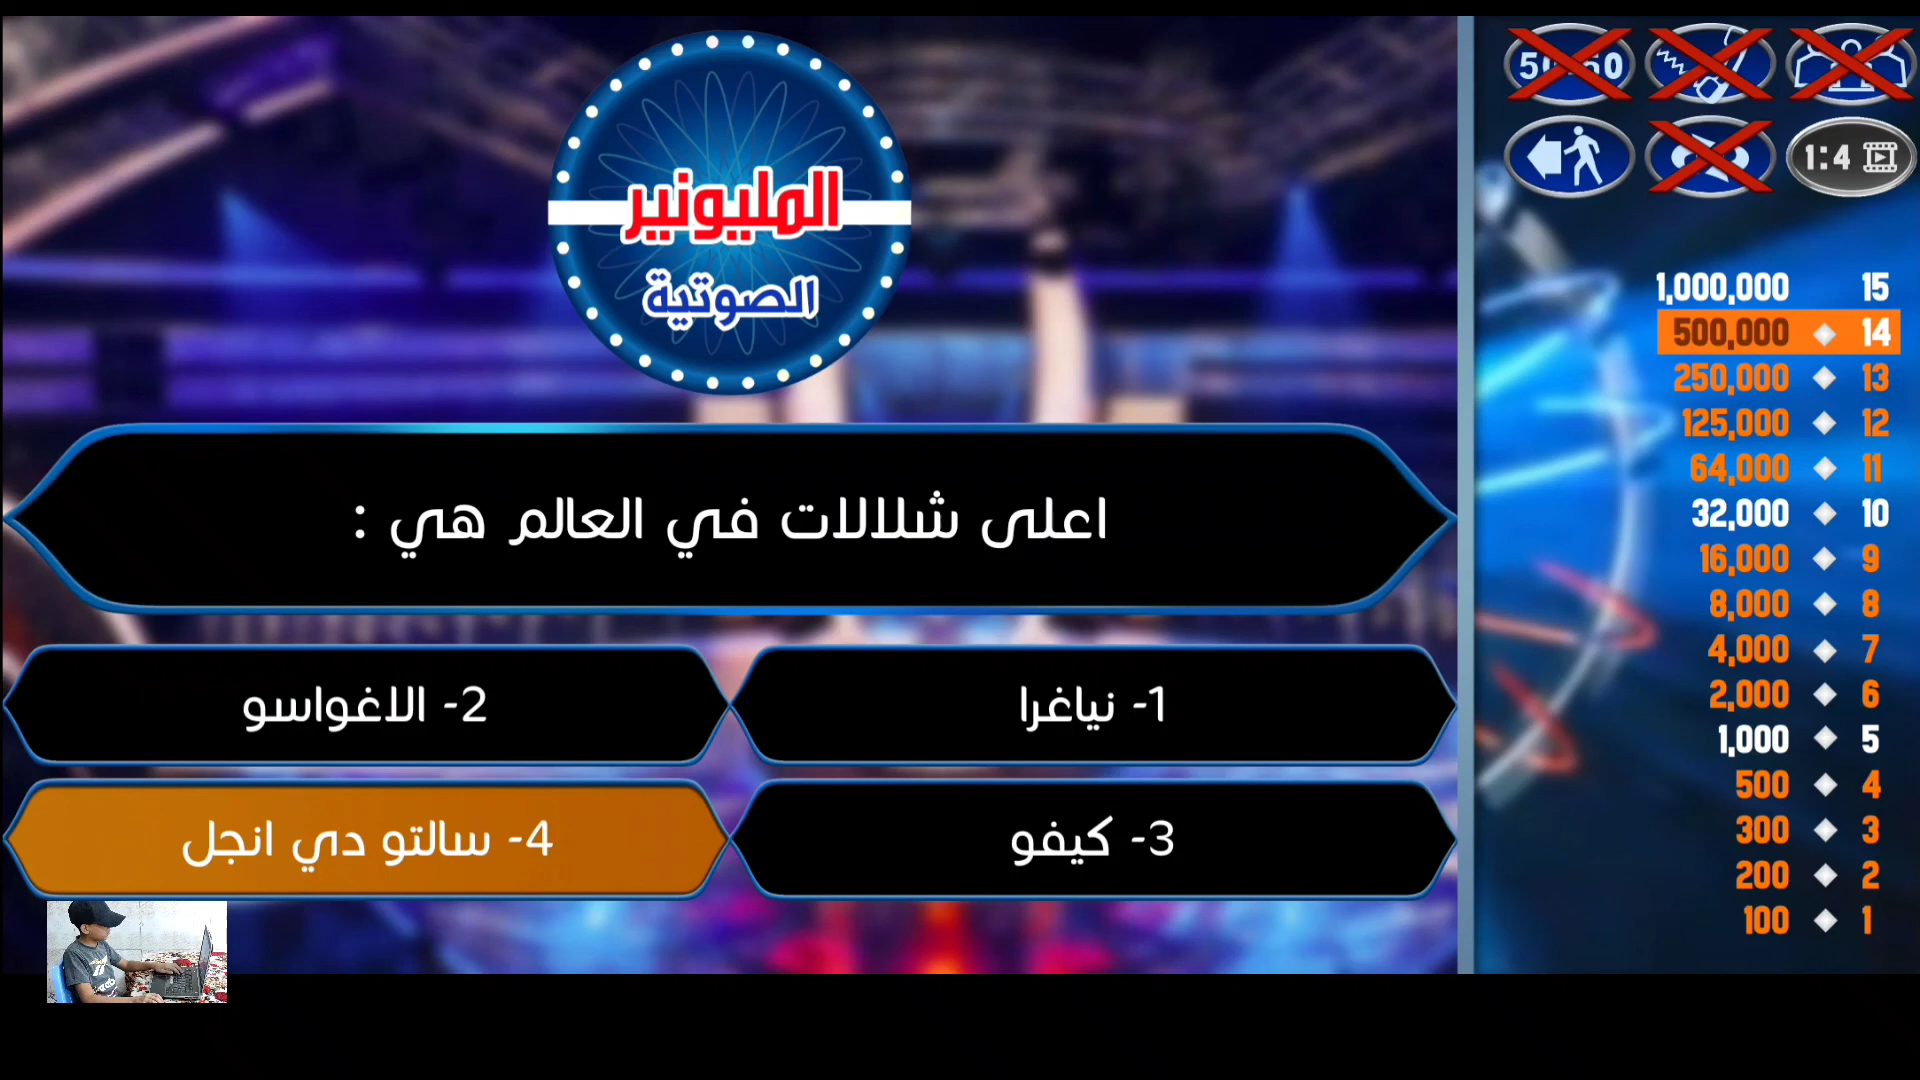 المليونير
الصوتية
50:50
1:4
اعلى شلالات في العالم هي :
1- نياغرا
2- الاغواسو
3- كيفو
4- سالتو دي انجل
1,000,000 15
500,000 14
250,000 13
125,000 12
64,000 11
32,000 10
16,000 9
8,000 8
4,000 7
2,000 6
1,000 5
500 4
300 3
200 2
100 1